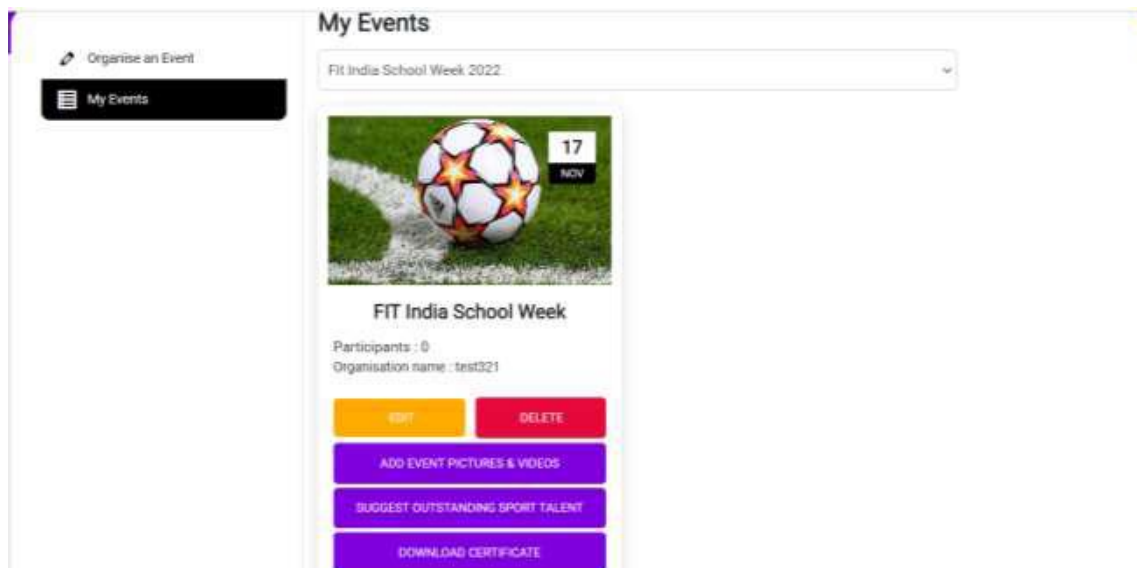 My Events
Organise an Event
Fit India School Week 2022
My Events
17
NOV
FIT India School Week
Participants : 0
Organisation name : test321
EDIT
DELETE
ADD EVENT PICTURES & VIDEOS
SUGGEST OUTSTANDING SPORT TALENT
DOWNLOAD CERTIFICATE